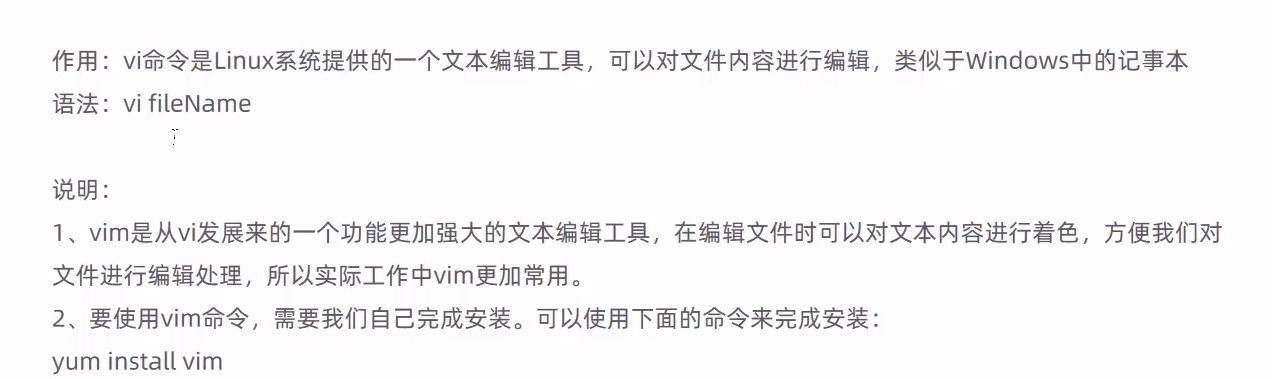 作用：vi命令是Linux系统提供的一个文本编辑工具，可以对文件内容进行编辑，类似于Windows中的记事本
语法：vi fileName
说明：
1、vim是从vi发展来的一个功能更加强大的文本编辑工具，在编辑文件时可以对文本内容进行着色，方便我们对
文件进行编辑处理，所以实际工作中vim更加常用。
2、要使用vim命令，需要我们自己完成安装。可以使用下面的命令来完成安装：
yum install vim